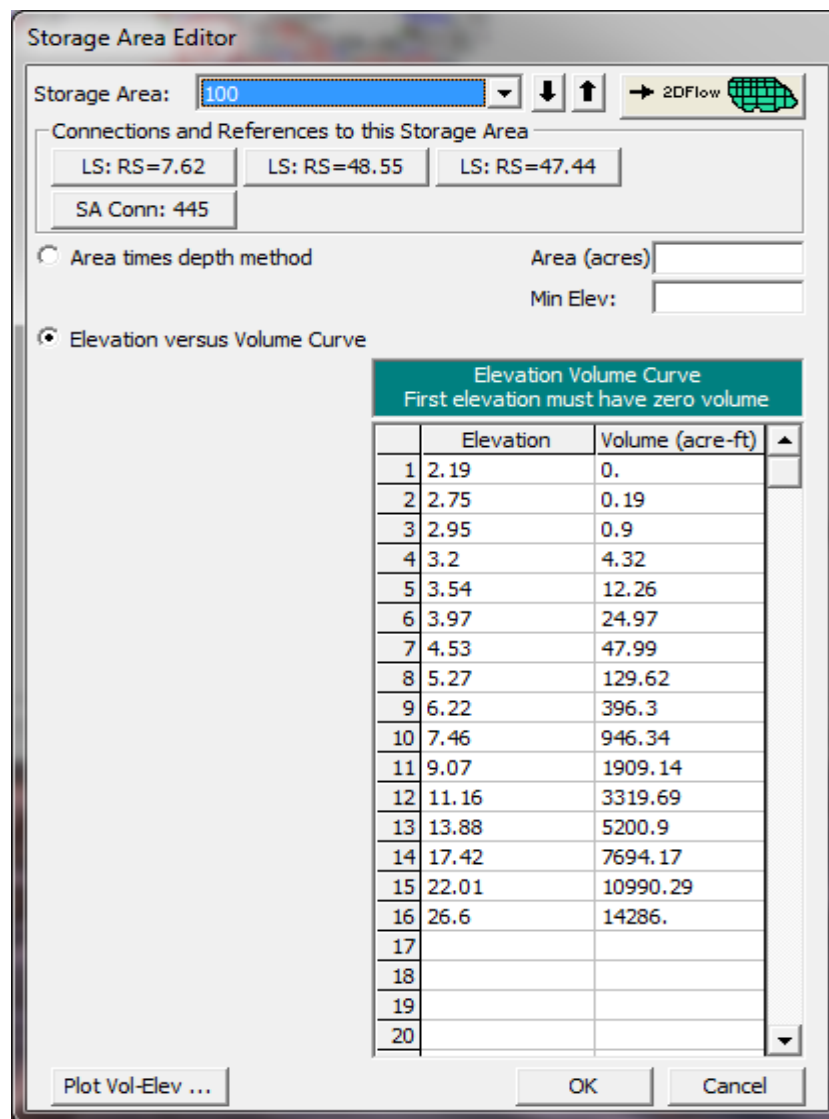 Storage Area Editor
Storage Area: 100 2DFlow
Connections and References to this Storage Area
LS: RS=7.62 LS: RS=48.55 LS: RS=47.44
SA Conn: 445
Area times depth method Area (acres)
Min Elev:
Elevation versus Volume Curve
Elevation Volume Curve
First elevation must have zero volume
Elevation Volume (acre-ft)
1 2.19 0.
2 2.75 0.19
3 2.95 0.9
4 3.2 4.32
5 3.54 12.26
6 3.97 24.97
7 4.53 47.99
8 5.27 129.62
9 6.22 396.3
10 7.46 946.34
11 9.07 1909.14
12 11.16 3319.69
13 13.88 5200.9
14 17.42 7694.17
15 22.01 10990.29
16 26.6 14286.
17
18
19
20
Plot Vol-Elev ... OK Cancel